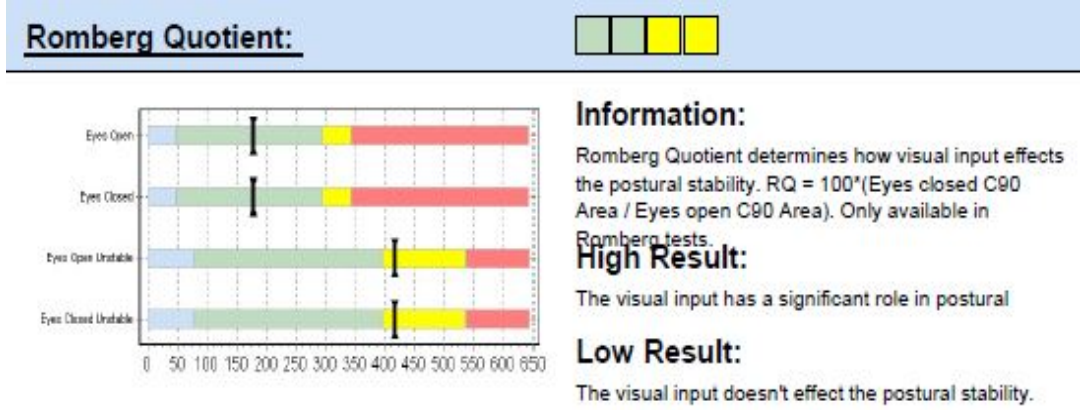 Romberg Quotient:
Eyes Open
Eyes Closed
Eyes Open Unstable
Eyes Closed Unstable
0 50 100 150 200 250 300 350 400 450 500 550 600 650
Information:
Romberg Quotient determines how visual input effects
the postural stability. RQ = 100*(Eyes closed C90
Area / Eyes open C90 Area). Only available in
Romberg tests.
High Result:
The visual input has a significant role in postural
Low Result:
The visual input doesn't effect the postural stability.